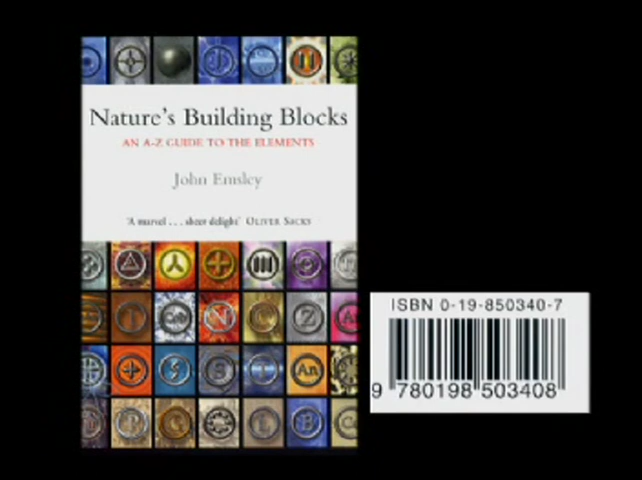 Nature's Building Blocks
AN A-Z GUIDE TO THE ELEMENTS
John Emsley
'A marvel . . . sheer delight' OLIVER SACKS
ISBN 0-19-850340-7
9 780198 503408